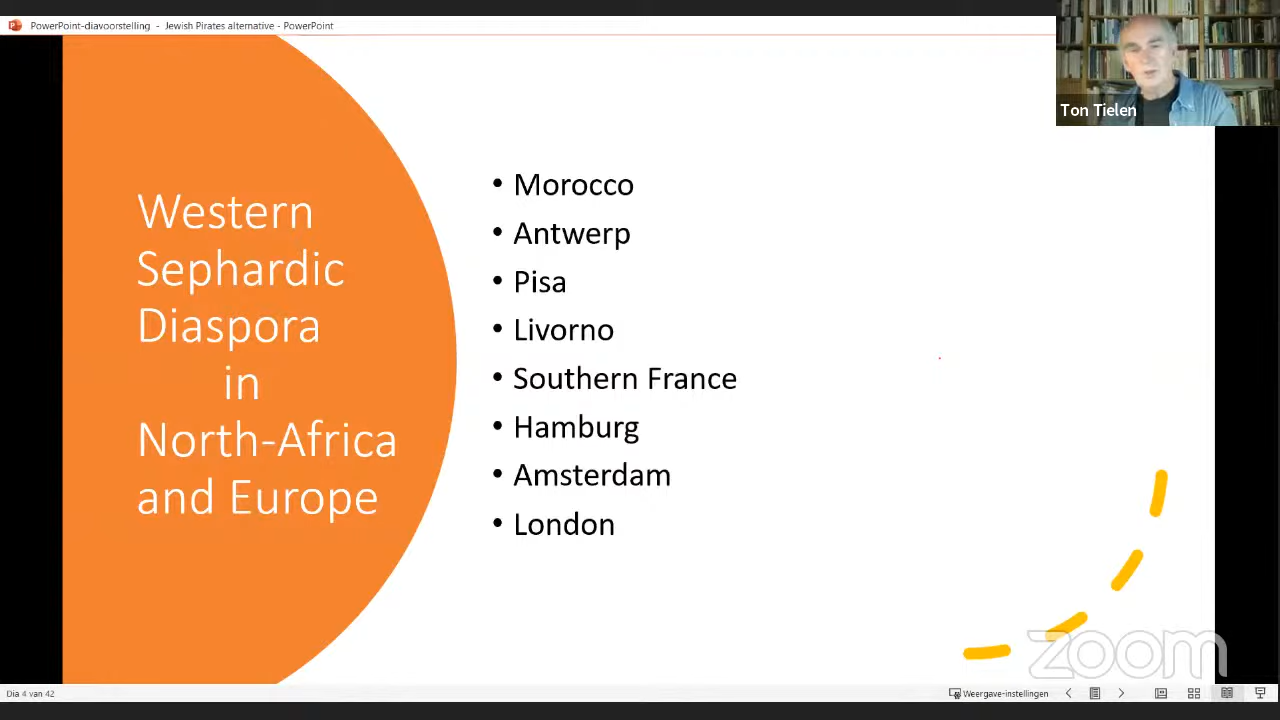 PowerPoint-diavoorstelling - Jewish Pirates alternative - PowerPoint
Ton Tielen
Western
Sephardic
Diaspora
in
North-Africa
and Europe
• Morocco
• Antwerp
• Pisa
• Livorno
• Southern France
• Hamburg
• Amsterdam
• London
zoom
Dia 4 van 42
Weergave-instellingen